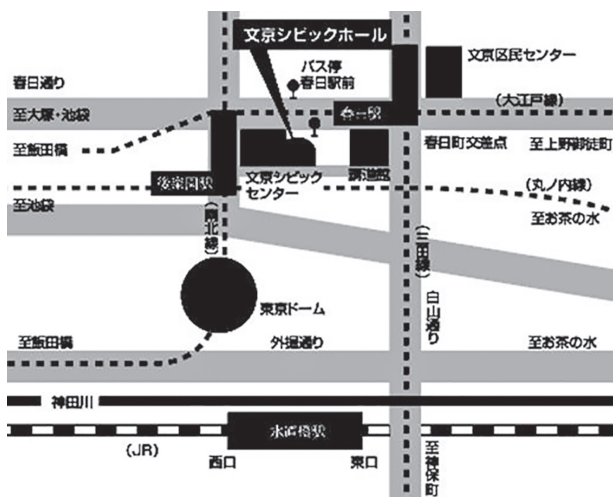 文京シビックホール
バス停
春日駅前
文京区民センター
春日通り
(大江戸線)
至大塚・池袋
春日駅
至飯田橋
春日町交差点
至上野御徒町
文京シビック
センター
講道館
後楽園駅
(丸ノ内線)
至池袋
至お茶の水
(南北線)
(三田線)
白山通り
東京ドーム
至飯田橋
外堀通り
至お茶の水
神田川
水道橋駅
(JR)
西口
東口
至神保町